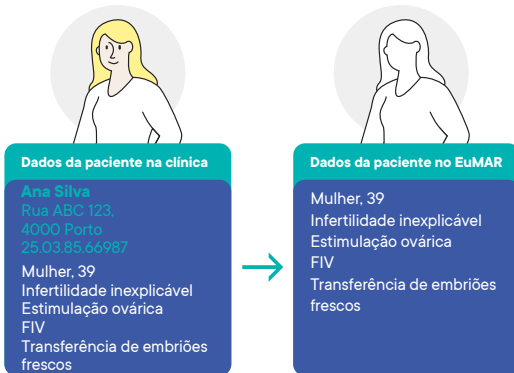 Dados da paciente na clínica
Ana Silva
Rua ABC 123,
4000 Porto
25.03.85.66987
Mulher, 39
Infertilidade inexplicável
Estimulação ovárica
FIV
Transferência de embriões
frescos
Dados da paciente no EuMAR
Mulher, 39
Infertilidade inexplicável
Estimulação ovárica
FIV
Transferência de embriões
frescos